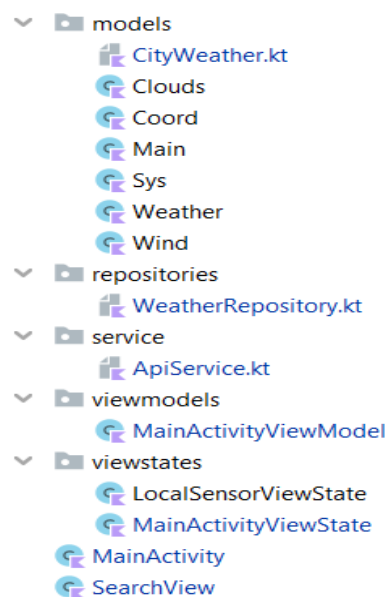 models
CityWeather.kt
Clouds
Coord
Main
Sys
Weather
Wind
repositories
WeatherRepository.kt
service
ApiService.kt
viewmodels
MainActivityViewModel
viewstates
LocalSensorViewState
MainActivityViewState
MainActivity
SearchView